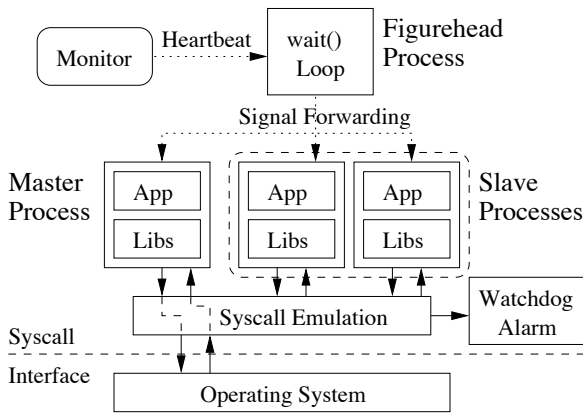 Monitor
Heartbeat
wait()
Loop
Figurehead
Process
Signal Forwarding
Master
Process
App
Libs
App
Libs
App
Libs
Slave
Processes
Syscall Emulation
Watchdog
Alarm
Syscall
Interface
Operating System